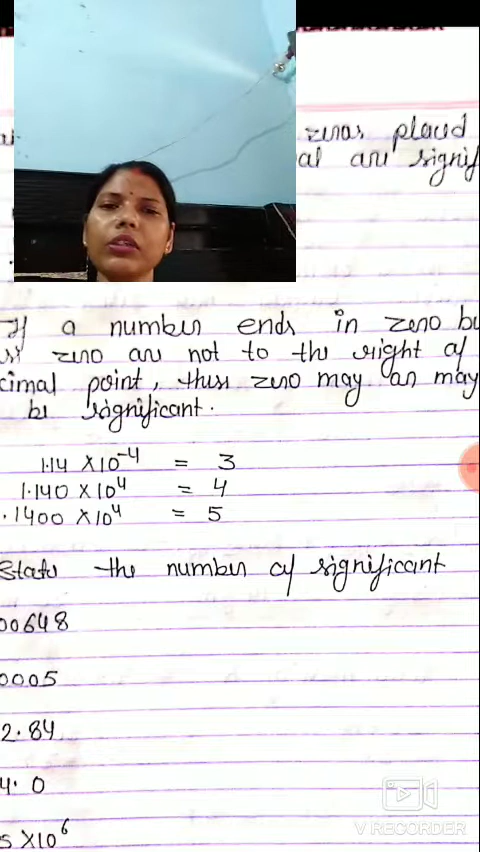 zeros placed
al are signif
If a number ends in zero bu
zero are not to the right of
cimal point, thes zero may or may
be significant.
1.14 × 10⁻⁴ = 3
1.140 × 10⁴ = 4
.1400 × 10⁴ = 5
State the number of significant
00648
0005
2.84
4.0
5 × 10⁶
V RECORDER